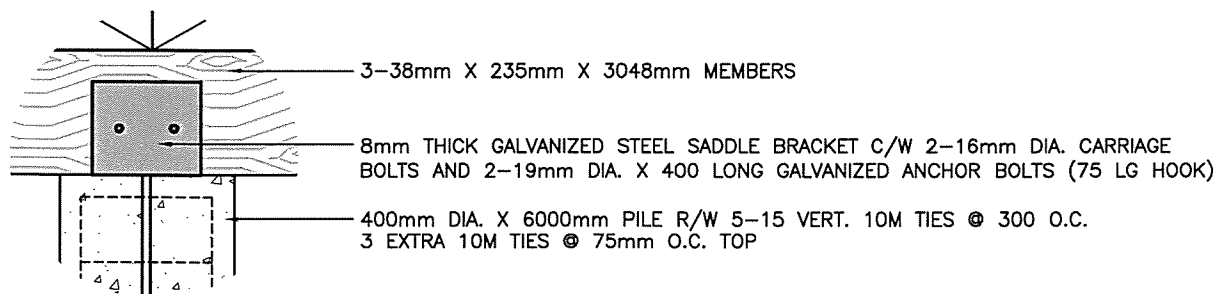 3-38mm X 235mm X 3048mm MEMBERS
8mm THICK GALVANIZED STEEL SADDLE BRACKET C/W 2-16mm DIA. CARRIAGE
BOLTS AND 2-19mm DIA. X 400 LONG GALVANIZED ANCHOR BOLTS (75 LG HOOK)
400mm DIA. X 6000mm PILE R/W 5-15 VERT. 10M TIES @ 300 O.C.
3 EXTRA 10M TIES @ 75mm O.C. TOP